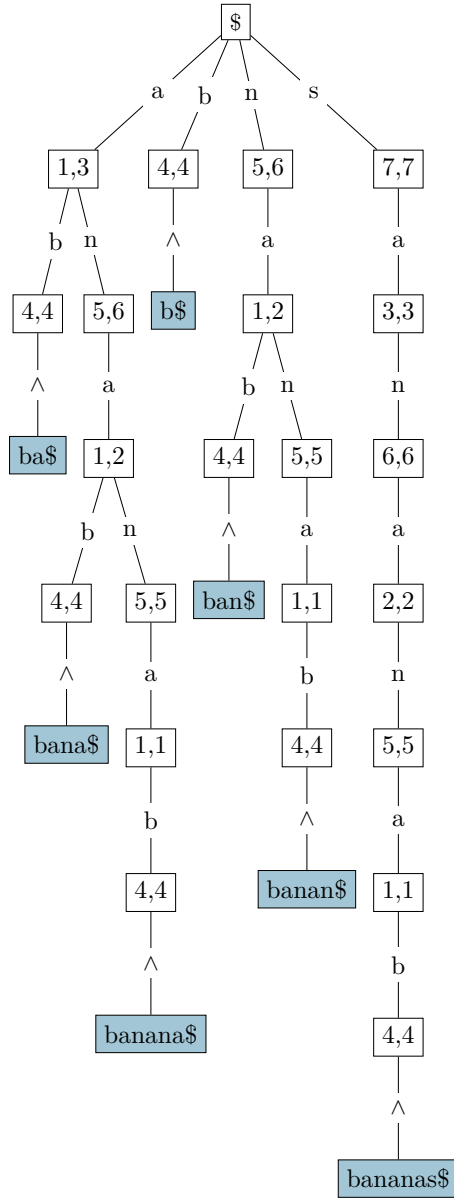 $
a b n s
1,3 4,4 5,6 7,7
b n ∧ a a
4,4 5,6 b$ 1,2 3,3
∧ a b n n
ba$ 1,2 4,4 5,5 6,6
b n ∧ a a
4,4 5,5 ban$ 1,1 2,2
∧ a b n
bana$ 1,1 4,4 5,5
b ∧ a
4,4 banan$ 1,1
∧ b
banana$ 4,4
∧
bananas$